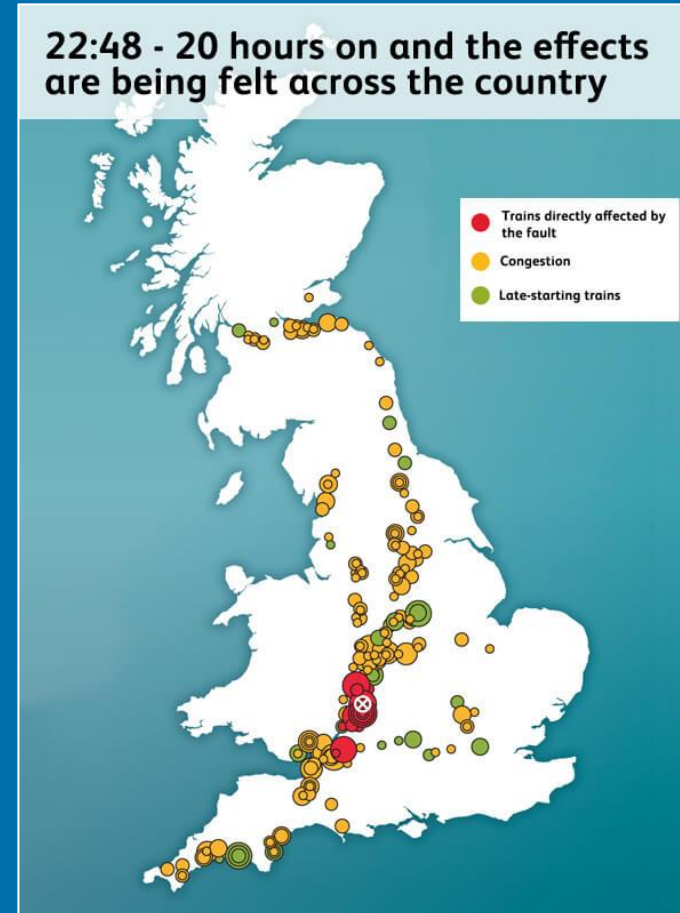 22:48 - 20 hours on and the effects
are being felt across the country
Trains directly affected by
the fault
Congestion
Late-starting trains